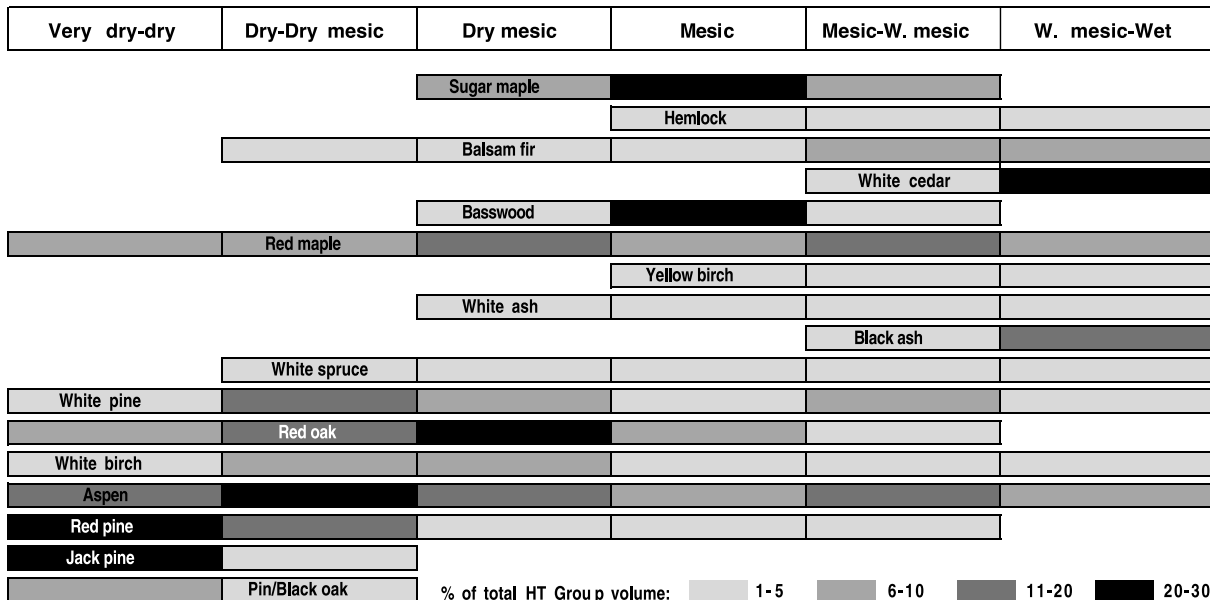 Very dry-dry Dry-Dry mesic Dry mesic Mesic Mesic-W. mesic W. mesic-Wet
Sugar maple
Hemlock
Balsam fir
White cedar
Basswood
Red maple
Yellow birch
White ash
Black ash
White spruce
White pine
Red oak
White birch
Aspen
Red pine
Jack pine
Pin/Black oak
% of total HT Group volume: 1-5 6-10 11-20 20-30